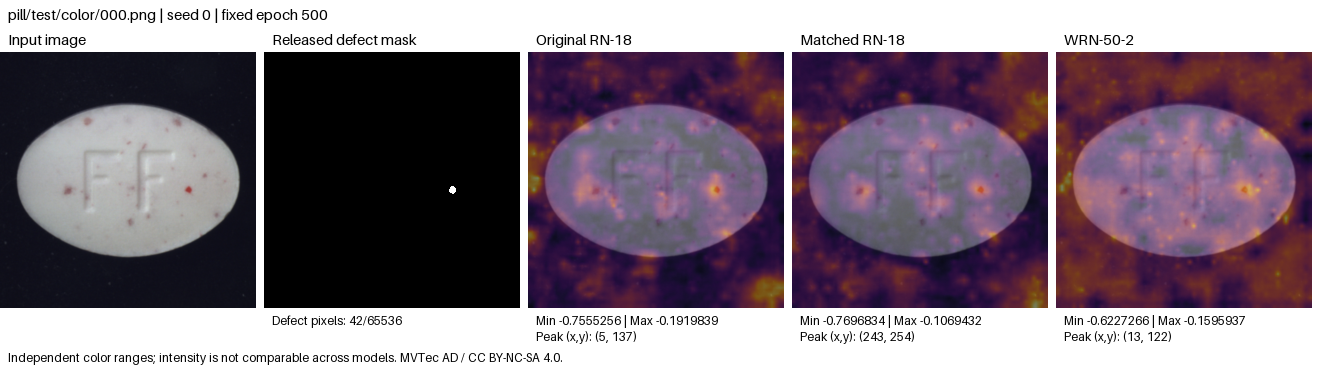 pill/test/color/000.png | seed 0 | fixed epoch 500
Input image
Released defect mask
Original RN-18
Matched RN-18
WRN-50-2
FF
Defect pixels: 42/65536
Min -0.7555256 | Max -0.1919839
Peak (x,y): (5, 137)
Min -0.7696834 | Max -0.1069432
Peak (x,y): (243, 254)
Min -0.6227266 | Max -0.1595937
Peak (x,y): (13, 122)
Independent color ranges; intensity is not comparable across models. MVTec AD / CC BY-NC-SA 4.0.